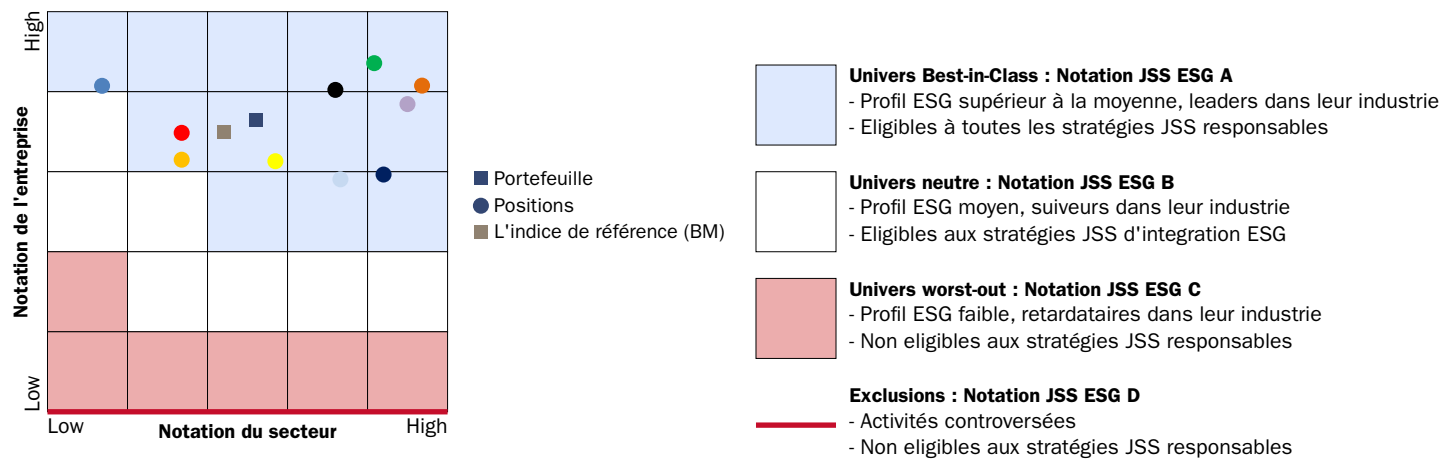 High
Notation de l'entreprise
Low
Low
Notation du secteur
High
Portefeuille
Positions
L'indice de référence (BM)
Univers Best-in-Class : Notation JSS ESG A
- Profil ESG supérieur à la moyenne, leaders dans leur industrie
- Eligibles à toutes les stratégies JSS responsables
Univers neutre : Notation JSS ESG B
- Profil ESG moyen, suiveurs dans leur industrie
- Eligibles aux stratégies JSS d'integration ESG
Univers worst-out : Notation JSS ESG C
- Profil ESG faible, retardataires dans leur industrie
- Non eligibles aux stratégies JSS responsables
Exclusions : Notation JSS ESG D
- Activités controversées
- Non eligibles aux stratégies JSS responsables